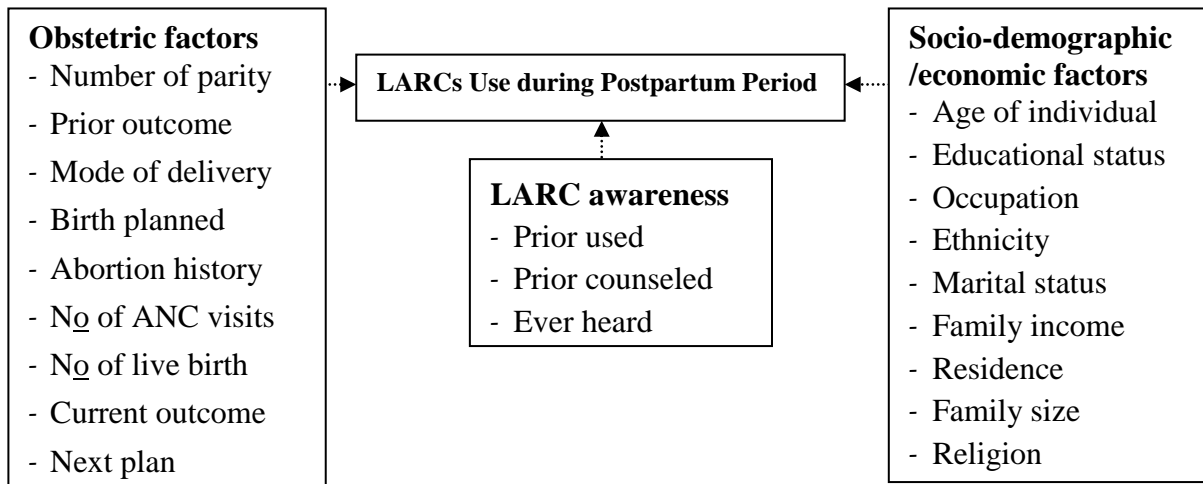 Obstetric factors
- Number of parity
- Prior outcome
- Mode of delivery
- Birth planned
- Abortion history
- No of ANC visits
- No of live birth
- Current outcome
- Next plan
LARCs Use during Postpartum Period
LARC awareness
- Prior used
- Prior counseled
- Ever heard
Socio-demographic
/economic factors
- Age of individual
- Educational status
- Occupation
- Ethnicity
- Marital status
- Family income
- Residence
- Family size
- Religion